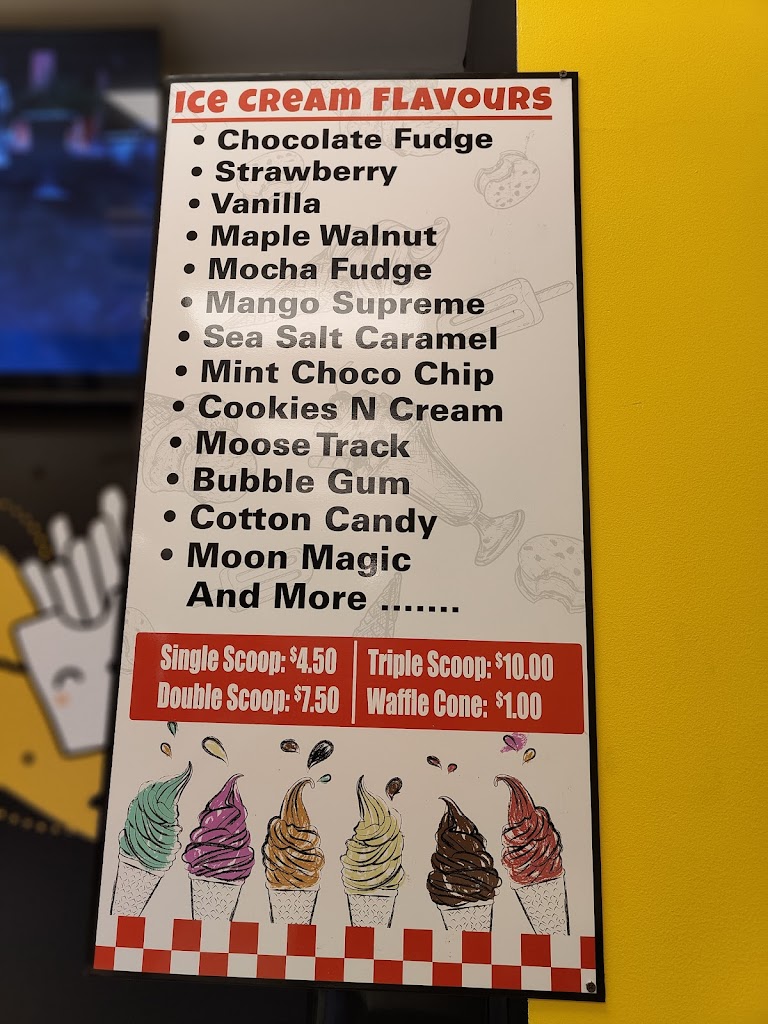 ICE CREAM FLAVOURS
• Chocolate Fudge
• Strawberry
• Vanilla
• Maple Walnut
• Mocha Fudge
• Mango Supreme
• Sea Salt Caramel
• Mint Choco Chip
• Cookies N Cream
• Moose Track
• Bubble Gum
• Cotton Candy
• Moon Magic
And More .......
Single Scoop: $4.50
Double Scoop: $7.50
Triple Scoop: $10.00
Waffle Cone: $1.00